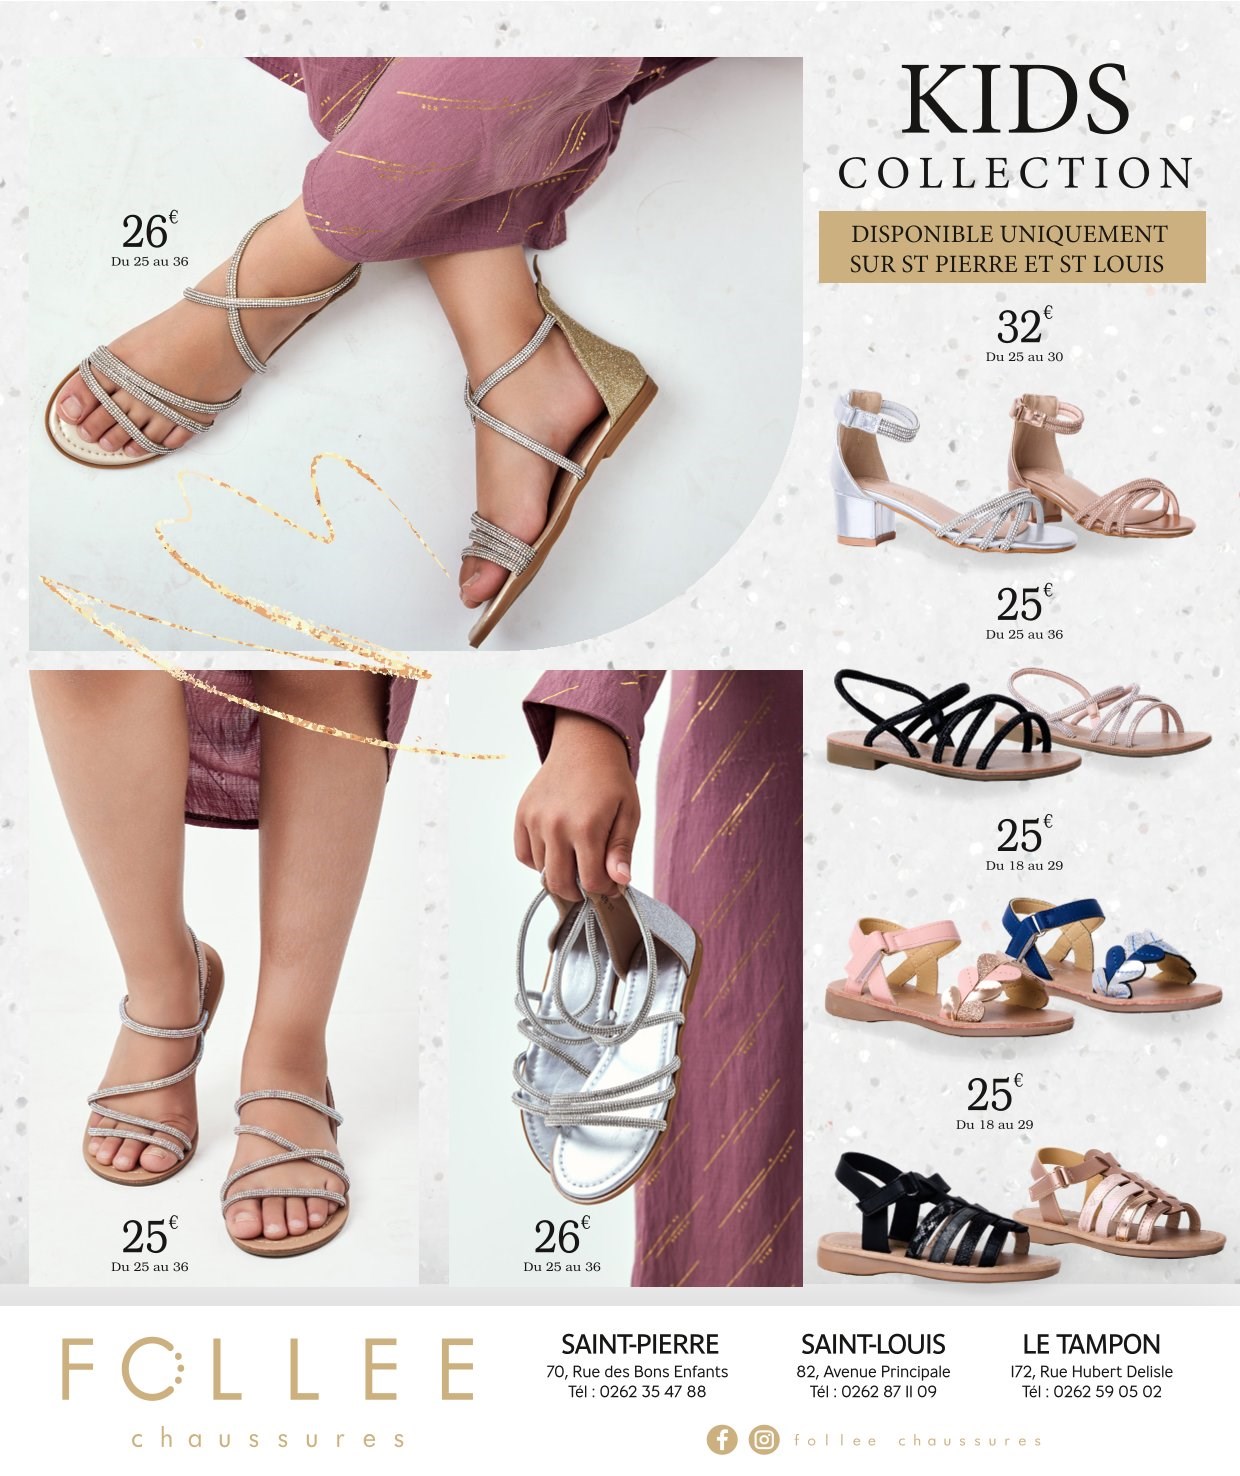 KIDS
COLLECTION
DISPONIBLE UNIQUEMENT
SUR ST PIERRE ET ST LOUIS
26€
Du 25 au 36
32€
Du 25 au 30
25€
Du 25 au 36
25€
Du 18 au 29
25€
Du 18 au 29
25€
Du 25 au 36
26€
Du 25 au 36
FOLLEE
chaussures
SAINT-PIERRE
70, Rue des Bons Enfants
Tél : 0262 35 47 88
SAINT-LOUIS
82, Avenue Principale
Tél : 0262 87 11 09
LE TAMPON
172, Rue Hubert Delisle
Tél : 0262 59 05 02
follee chaussures